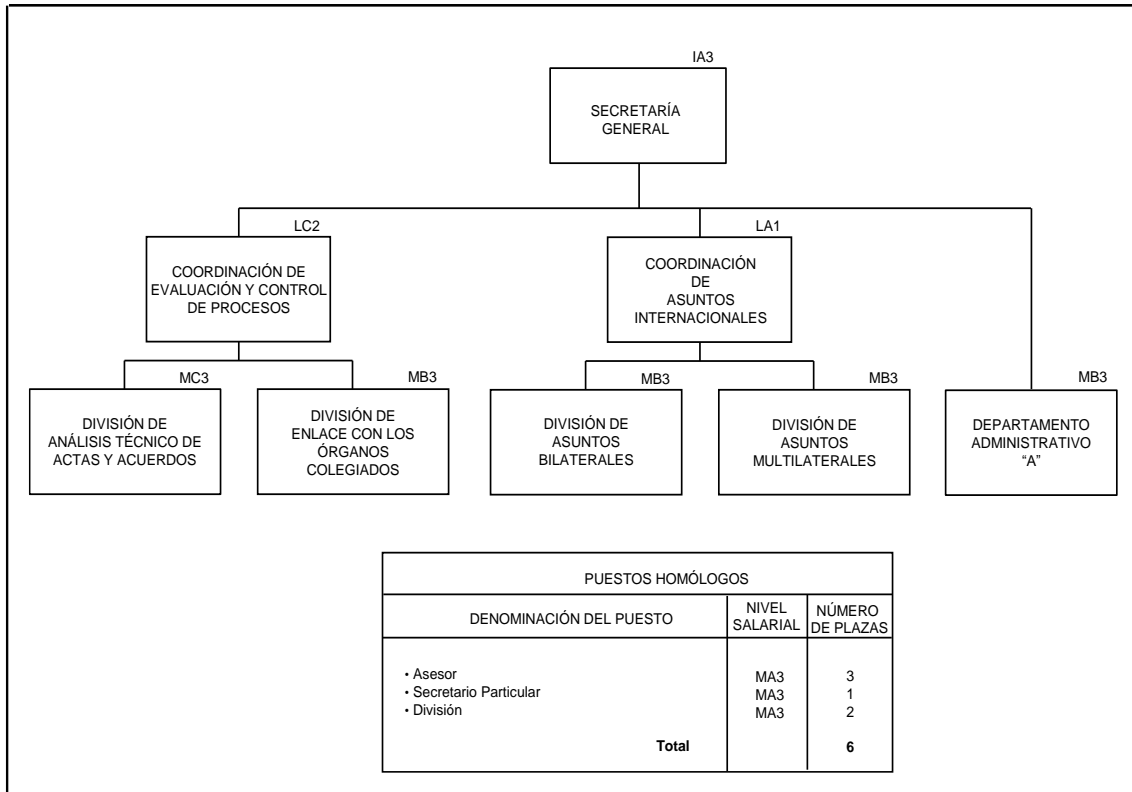 IA3
SECRETARÍA
GENERAL
LC2
COORDINACIÓN DE
EVALUACIÓN Y CONTROL
DE PROCESOS
LA1
COORDINACIÓN
DE
ASUNTOS
INTERNACIONALES
MC3
DIVISIÓN DE
ANÁLISIS TÉCNICO DE
ACTAS Y ACUERDOS
MB3
DIVISIÓN DE
ENLACE CON LOS
ÓRGANOS
COLEGIADOS
MB3
DIVISIÓN DE
ASUNTOS
BILATERALES
MB3
DIVISIÓN DE
ASUNTOS
MULTILATERALES
MB3
DEPARTAMENTO
ADMINISTRATIVO
“A”
PUESTOS HOMÓLOGOS
DENOMINACIÓN DEL PUESTO
NIVEL
SALARIAL
NÚMERO
DE PLAZAS
• Asesor MA3 3
• Secretario Particular MA3 1
• División MA3 2
Total 6